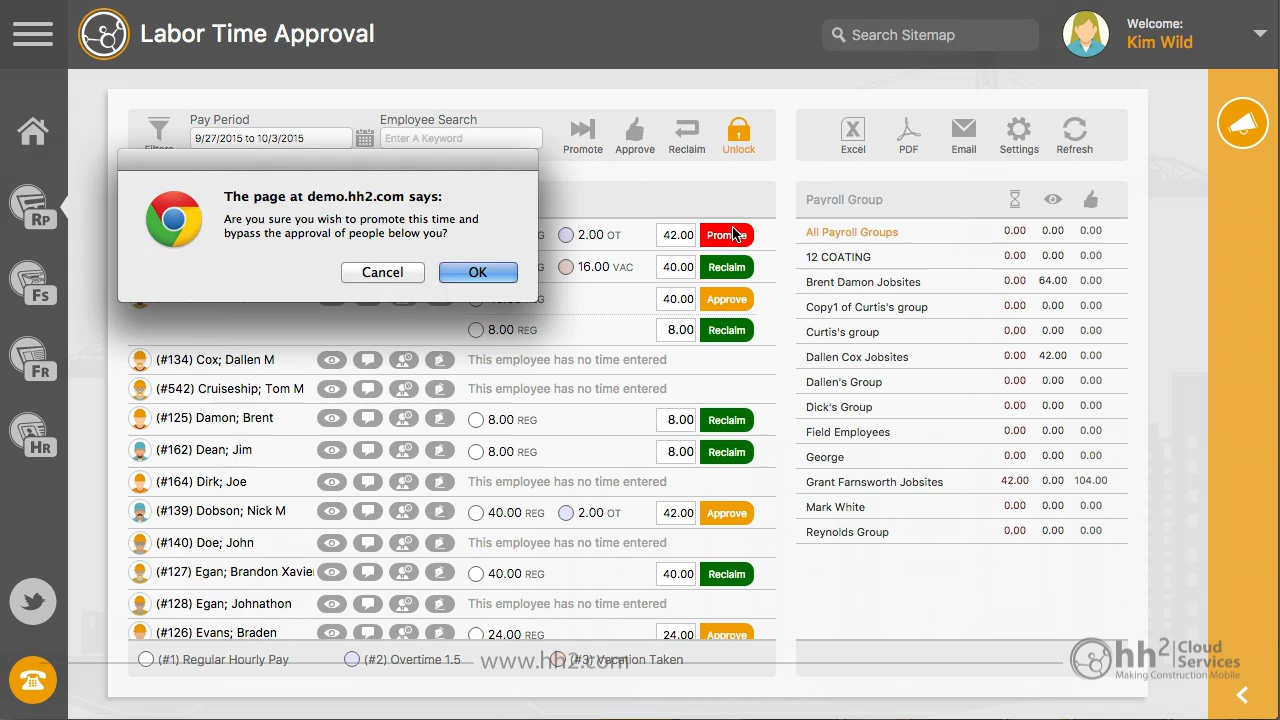 Labor Time Approval
Search Sitemap
Welcome:
Kim Wild
Pay Period
9/27/2015 to 10/3/2015
Employee Search
Enter A Keyword
Promote
Approve
Reclaim
Unlock
Excel
PDF
Email
Settings
Refresh
The page at demo.hh2.com says:
Are you sure you wish to promote this time and
bypass the approval of people below you?
Cancel
OK
2.00 OT 42.00
16.00 VAC 40.00 Reclaim
40.00 Approve
8.00 REG 8.00 Reclaim
(#134) Cox; Dallen M This employee has no time entered
(#542) Cruiseship; Tom M This employee has no time entered
(#125) Damon; Brent 8.00 REG 8.00 Reclaim
(#162) Dean; Jim 8.00 REG 8.00 Reclaim
(#164) Dirk; Joe This employee has no time entered
(#139) Dobson; Nick M 40.00 REG 2.00 OT 42.00 Approve
(#140) Doe; John This employee has no time entered
(#127) Egan; Brandon Xavie 40.00 REG 40.00 Reclaim
(#128) Egan; Johnathon This employee has no time entered
(#126) Evans; Braden 24.00 REG 24.00 Approve
(#1) Regular Hourly Pay
(#2) Overtime 1.5
(#3) Vacation Taken
Payroll Group
All Payroll Groups 0.00 0.00 0.00
12 COATING 0.00 0.00 0.00
Brent Damon Jobsites 0.00 64.00 0.00
Copy1 of Curtis's group 0.00 0.00 0.00
Curtis's group 0.00 0.00 0.00
Dallen Cox Jobsites 0.00 42.00 0.00
Dallen's Group 0.00 0.00 0.00
Dick's Group 0.00 0.00 0.00
Field Employees 0.00 0.00 0.00
George 0.00 0.00 0.00
Grant Farnsworth Jobsites 42.00 0.00 104.00
Mark White 0.00 0.00 0.00
Reynolds Group 0.00 0.00 0.00
Rp
Fs
Fr
HR
www.hh2.com
hh2 Cloud
Services
Making Construction Mobile